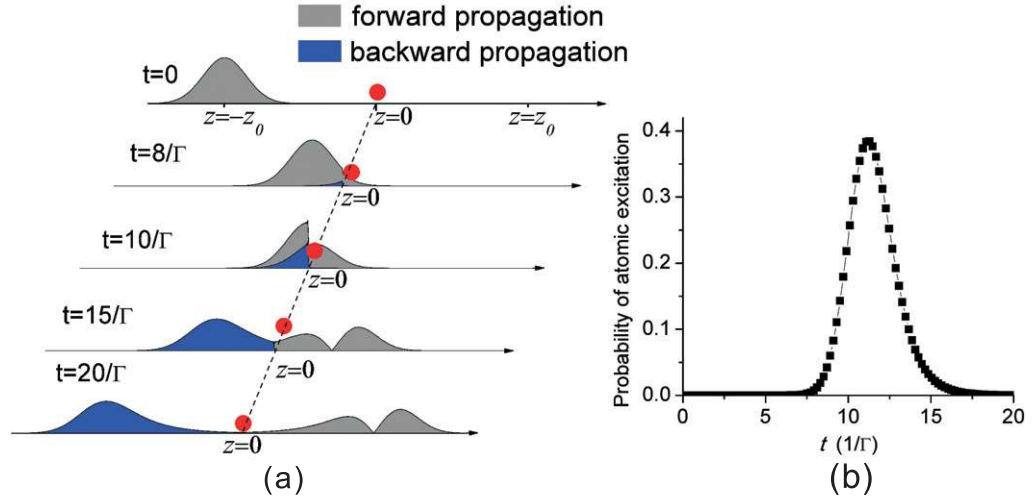 forward propagation
backward propagation
t=0
z=-z₀
z=0
z=z₀
t=8/Γ
z=0
t=10/Γ
z=0
t=15/Γ
z=0
t=20/Γ
z=0
(a)
Probability of atomic excitation
0.4
0.3
0.2
0.1
0.0
0 5 10 15 20
t (1/Γ)
(b)